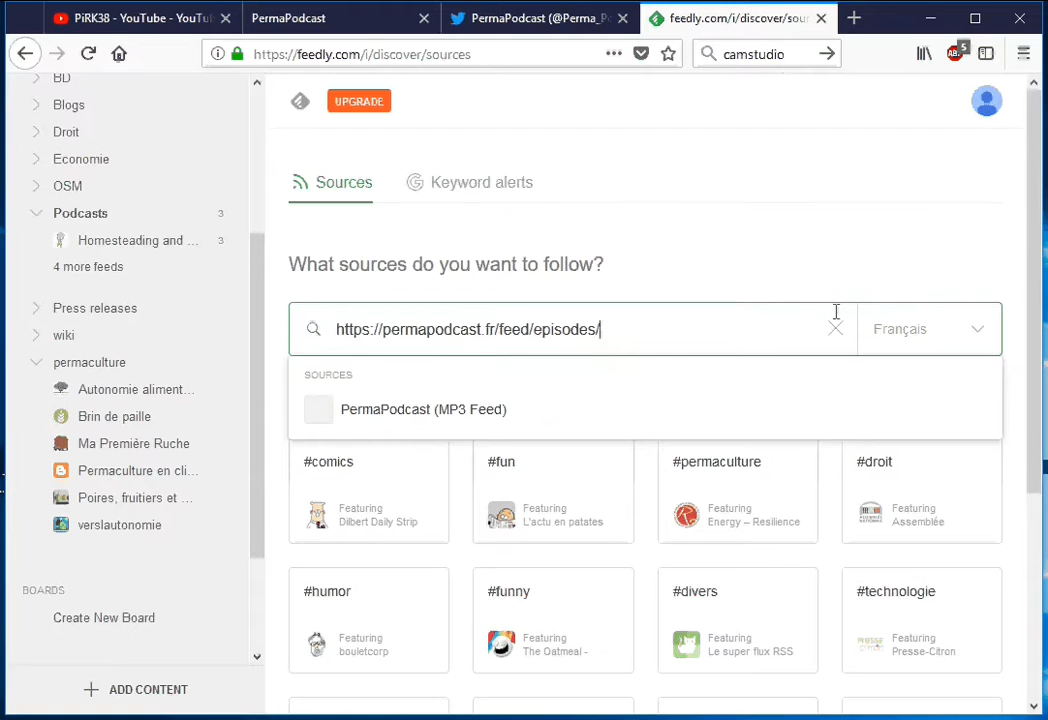 PiRK38 - YouTube - YouTu
PermaPodcast
PermaPodcast (@Perma_P
feedly.com/i/discover/sour
https://feedly.com/i/discover/sources
camstudio
ABP
5
BD
Blogs
Droit
Economie
OSM
Podcasts 3
Homesteading and ... 3
4 more feeds
Press releases
wiki
permaculture
Autonomie aliment...
Brin de paille
Ma Première Ruche
Permaculture en cli...
Poires, fruitiers et ...
verslautonomie
BOARDS
Create New Board
ADD CONTENT
UPGRADE
Sources
Keyword alerts
What sources do you want to follow?
https://permapodcast.fr/feed/episodes/
Français
SOURCES
PermaPodcast (MP3 Feed)
#comics
Featuring
Dilbert Daily Strip
#fun
Featuring
L'actu en patates
#permaculture
Featuring
Energy – Resilience
#droit
Featuring
Assemblée
#humor
Featuring
bouletcorp
#funny
Featuring
The Oatmeal -
#divers
Featuring
Le super flux RSS
#technologie
Featuring
Presse-Citron